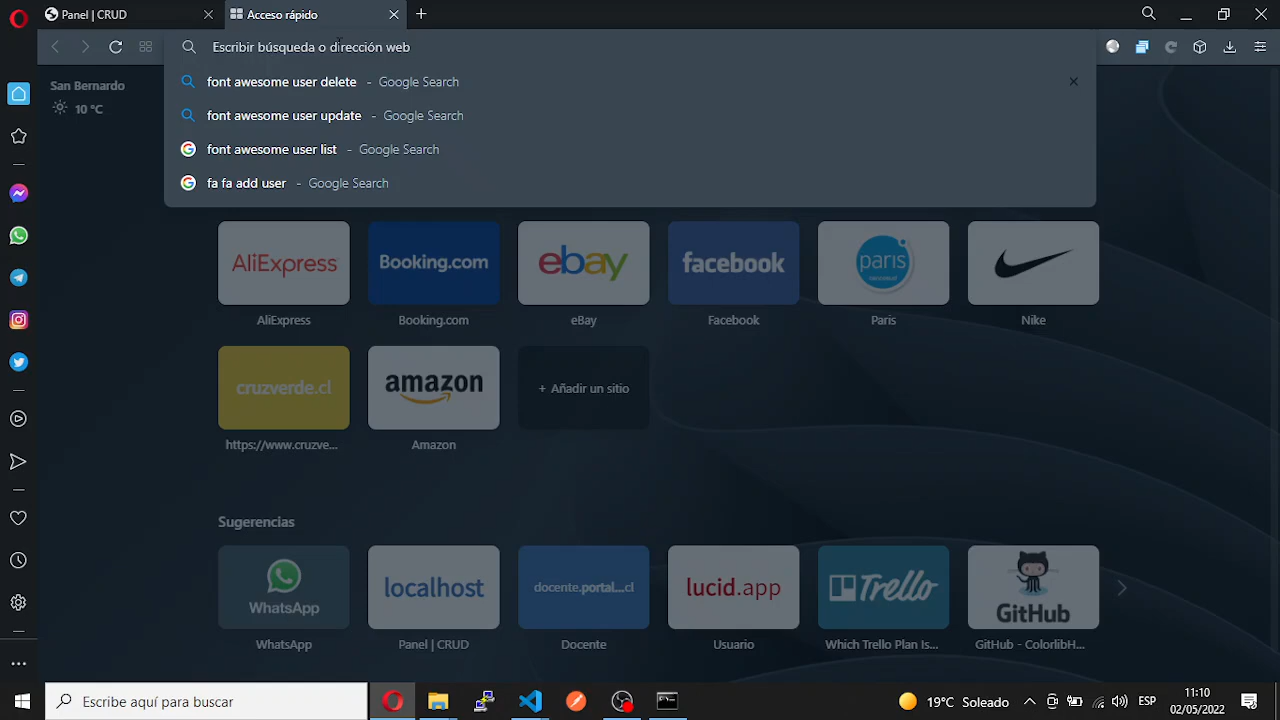 Panel | CRUD
Acceso rápido
Escribir búsqueda o dirección web
font awesome user delete – Google Search
font awesome user update – Google Search
font awesome user list – Google Search
fa fa add user – Google Search
San Bernardo
10 °C
AliExpress
Booking.com
ebay
facebook
paris
AliExpress
Booking.com
eBay
Facebook
Paris
Nike
cruzverde.cl
amazon
+ Añadir un sitio
https://www.cruzve...
Amazon
Sugerencias
WhatsApp
localhost
docente.portal...cl
lucid.app
Trello
GitHub
WhatsApp
Panel | CRUD
Docente
Usuario
Which Trello Plan Is...
GitHub - ColorlibH...
Escribe aquí para buscar
19°C Soleado
ESP
11:10
02/05/2022